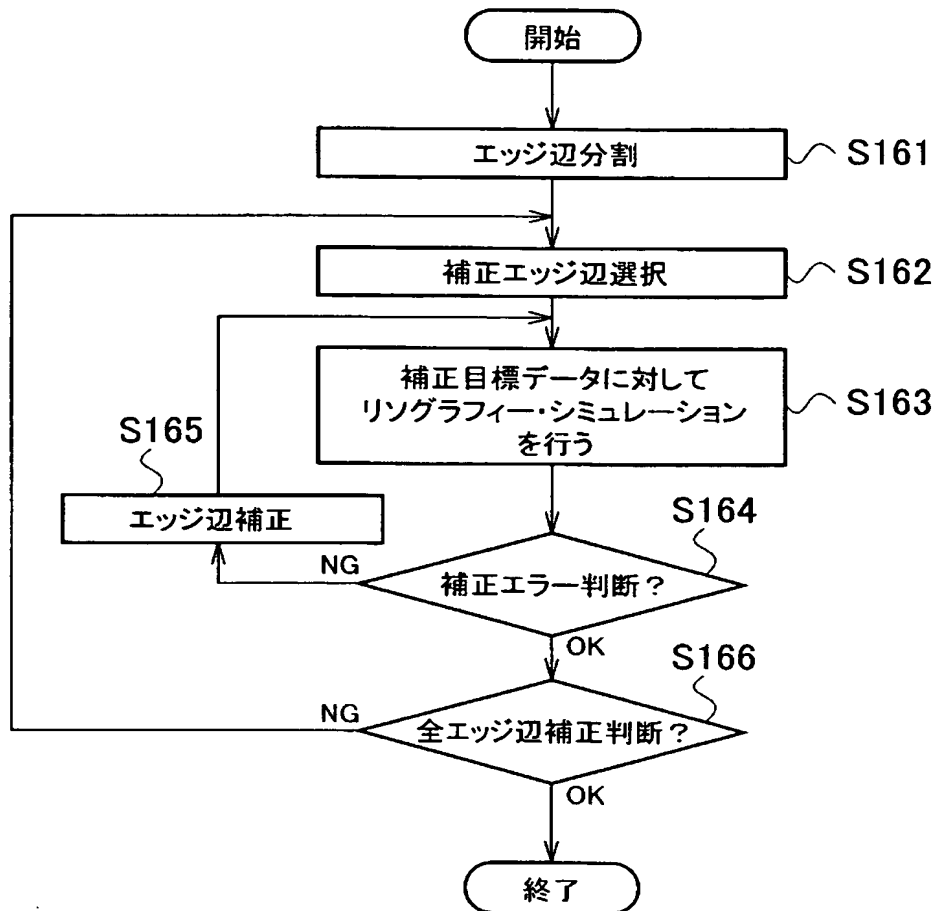 開始
エッジ辺分割
S161
補正エッジ辺選択
S162
補正目標データに対して
リソグラフィー・シミュレーション
を行う
S163
S165
エッジ辺補正
S164
NG
補正エラー判断？
OK
S166
NG
全エッジ辺補正判断？
OK
終了